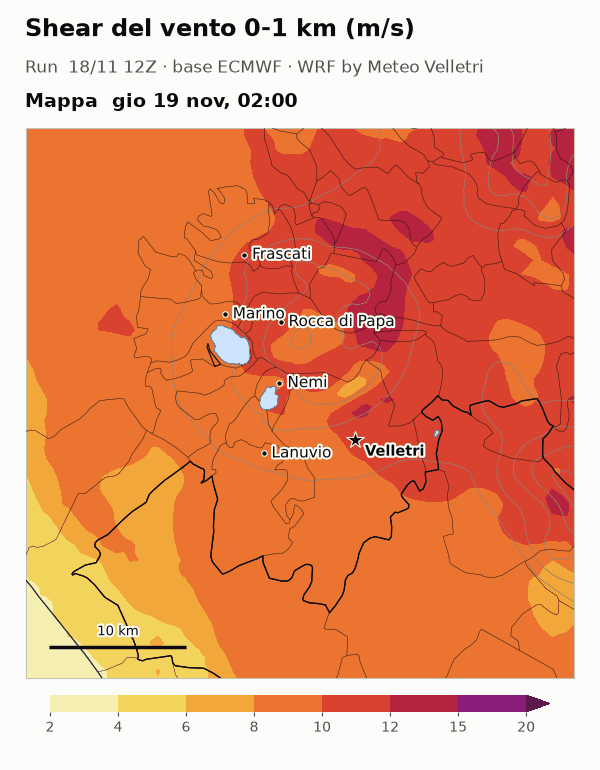 Shear del vento 0-1 km (m/s)
Run  18/11 12Z · base ECMWF · WRF by Meteo Velletri
Mappa  gio 19 nov, 02:00
Frascati
Marino
Rocca di Papa
Nemi
Velletri
Lanuvio
10 km
2 4 6 8 10 12 15 20